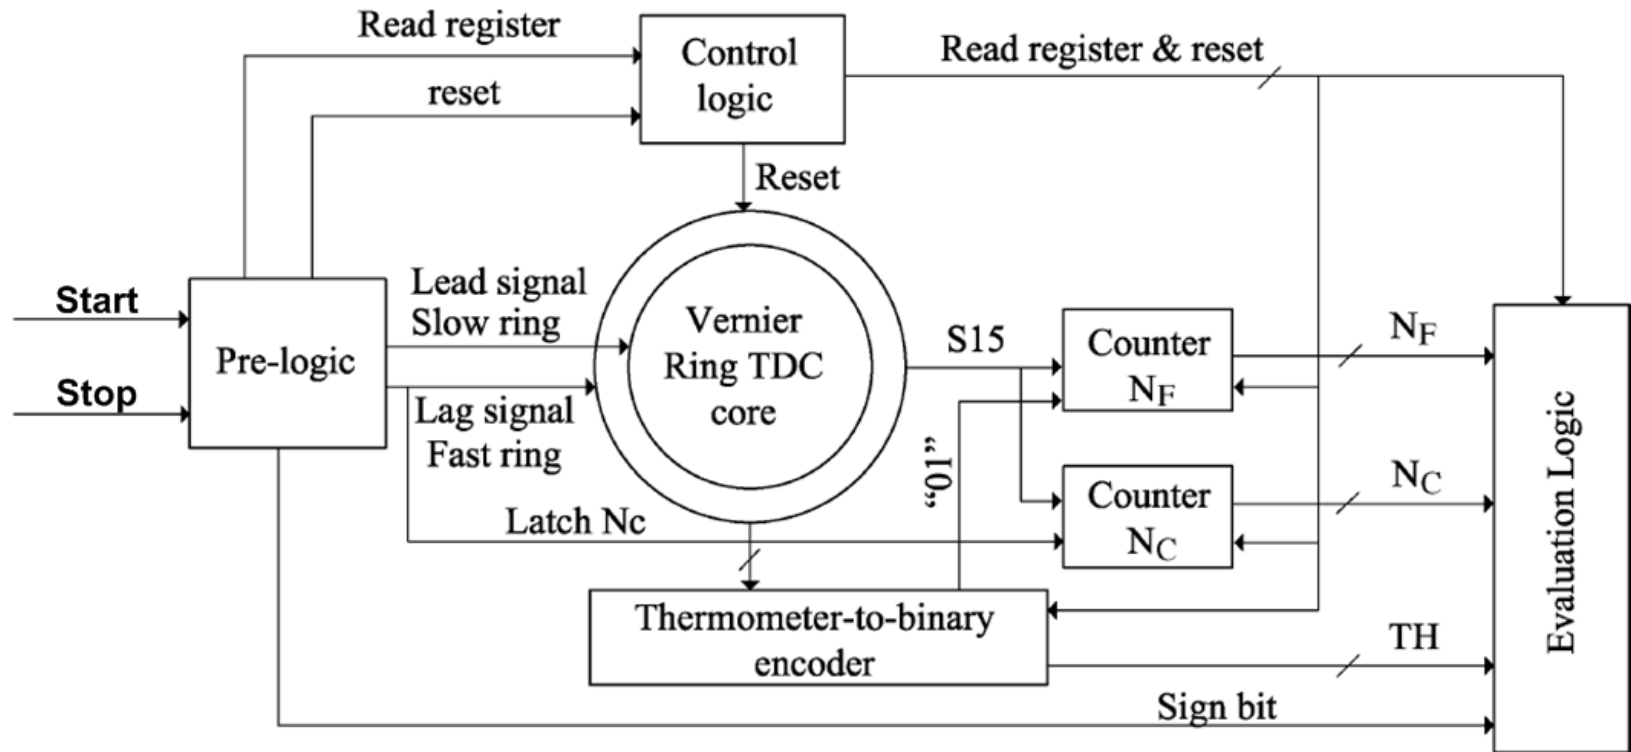 Read register
Control
logic
Read register & reset
reset
Reset
Start
Stop
Pre-logic
Lead signal
Slow ring
Lag signal
Fast ring
Vernier
Ring TDC
core
S15
Counter
NF
NF
"01"
Counter
NC
NC
Latch Nc
Thermometer-to-binary
encoder
TH
Sign bit
Evaluation Logic